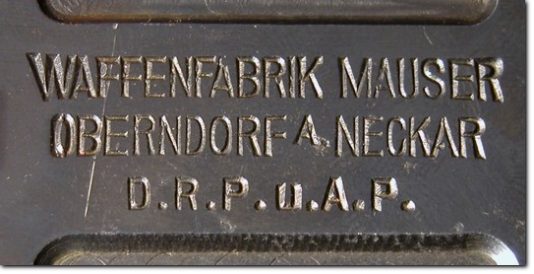 WAFFENFABRIK MAUSER
OBERNDORF A. NECKAR
D.R.P.u.A.P.